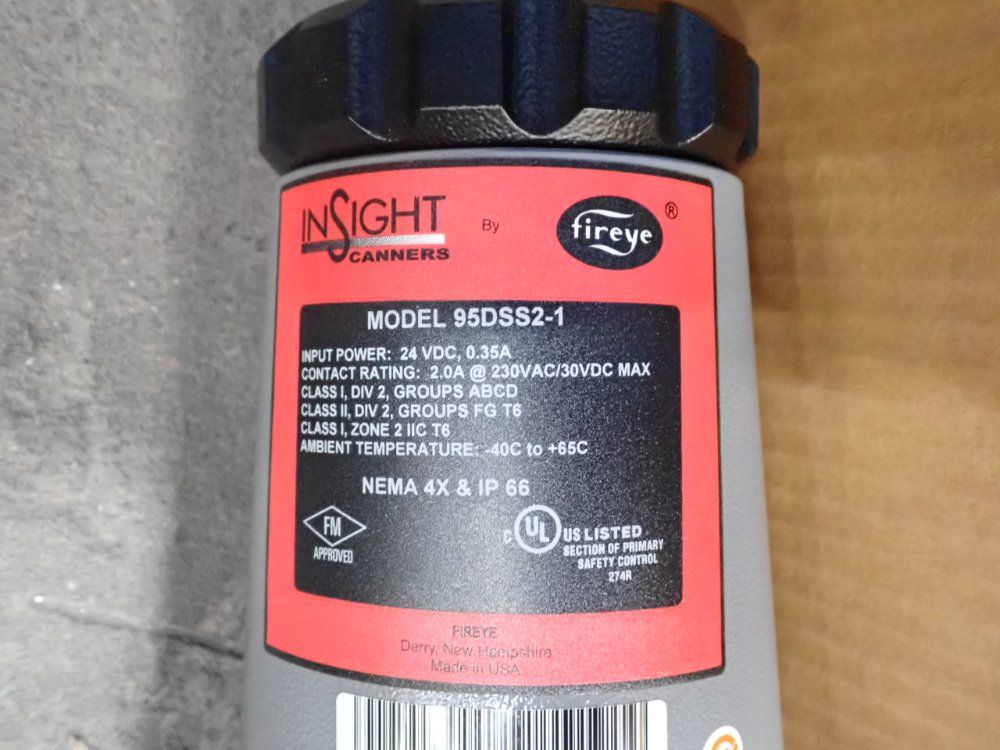 INSIGHT
SCANNERS
By
fireye ®
MODEL 95DSS2-1
INPUT POWER: 24 VDC, 0.35A
CONTACT RATING: 2.0A @ 230VAC/30VDC MAX
CLASS I, DIV 2, GROUPS ABCD
CLASS II, DIV 2, GROUPS FG T6
CLASS I, ZONE 2 IIC T6
AMBIENT TEMPERATURE: -40C to +65C
NEMA 4X & IP 66
FM
APPROVED
C UL US LISTED
SECTION OF PRIMARY
SAFETY CONTROL
274R
FIREYE
Derry, New Hampshire
Made in USA